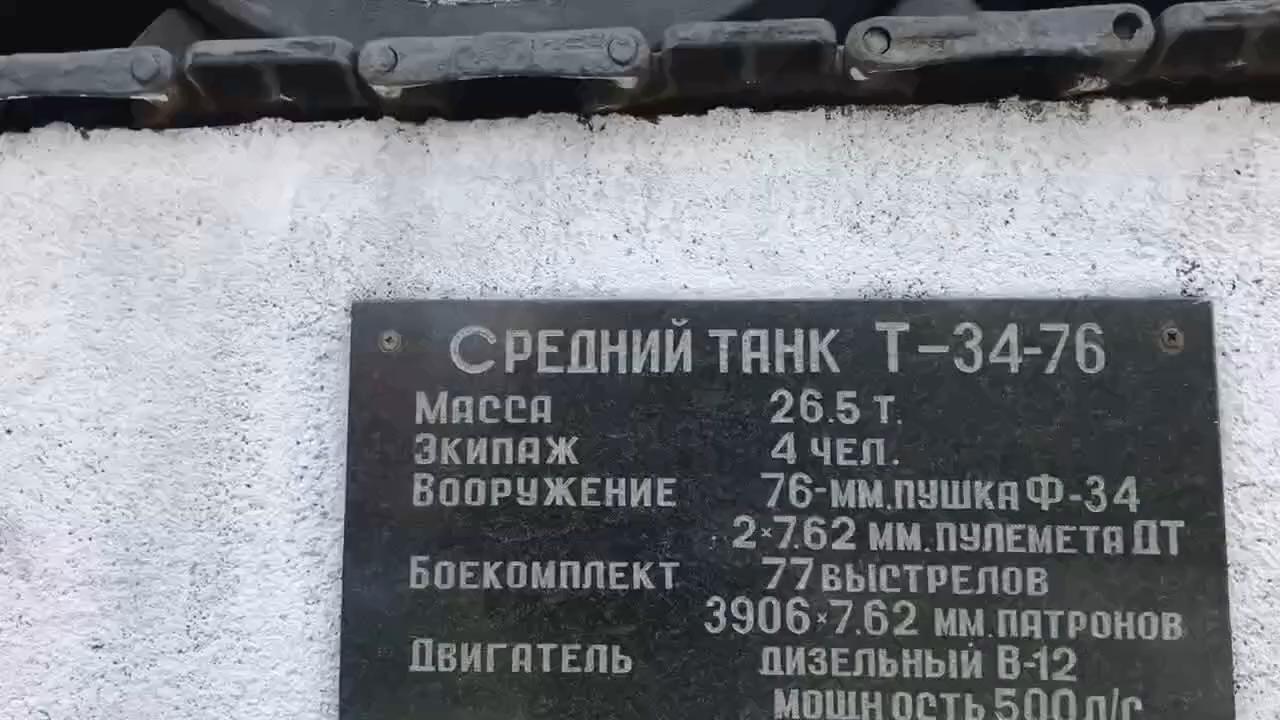 Средний танк Т-34-76
Масса 26.5 т.
Экипаж 4 чел.
Вооружение 76-мм.пушка Ф-34
2×7.62 мм.пулемета ДТ
Боекомплект 77 выстрелов
3906×7.62 мм.патронов
Двигатель дизельный В-12
мощность 500 л/с